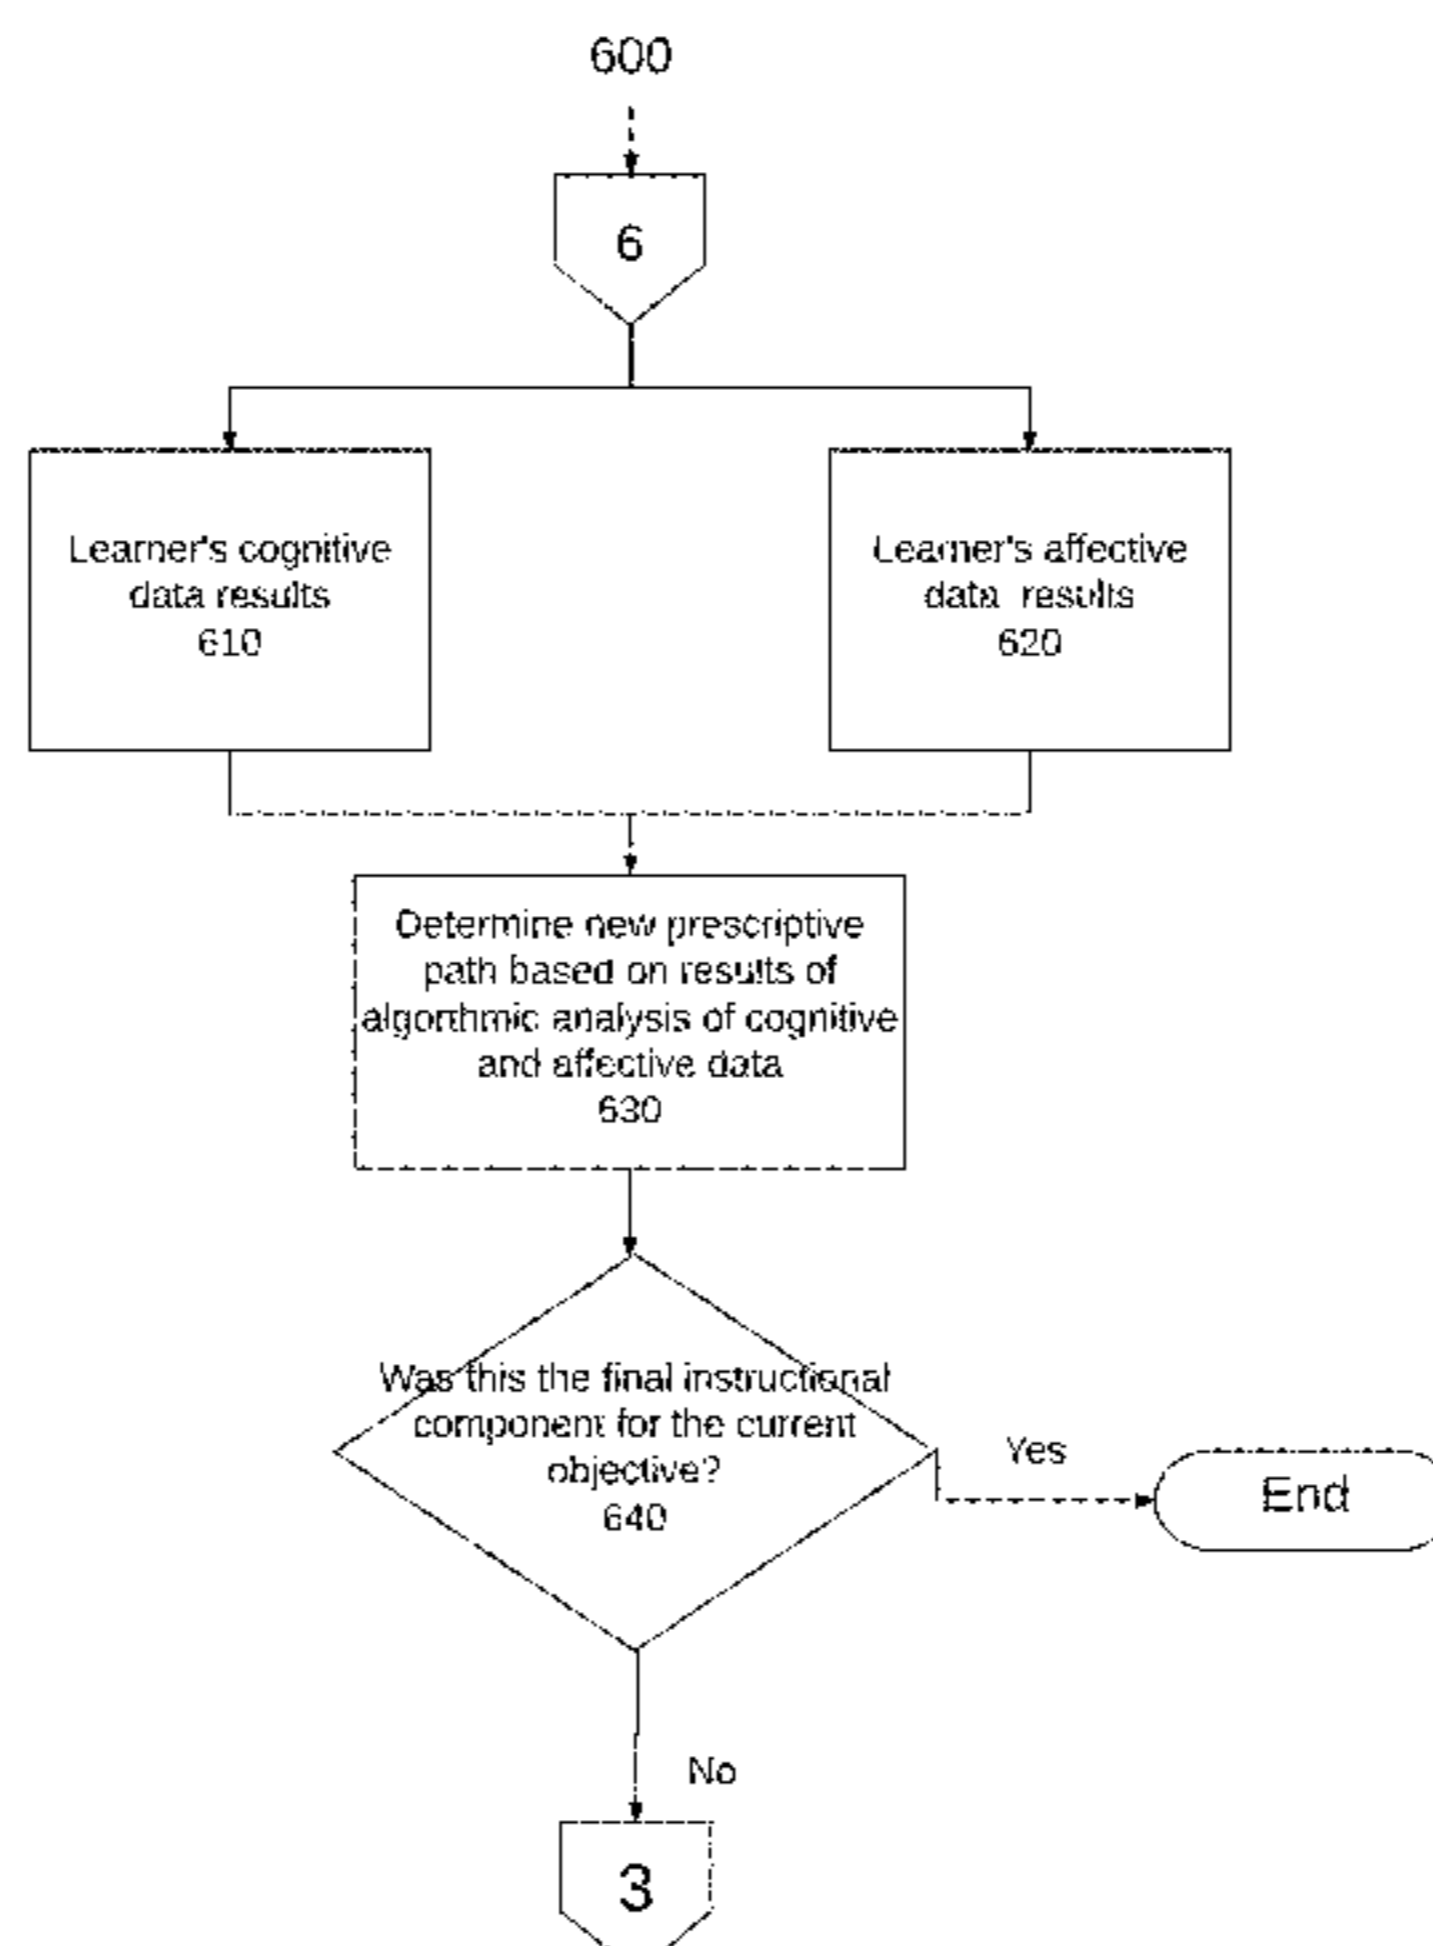 600
6
Learner's cognitive
data results
610
Learner's affective
data results
620
Determine new prescriptive
path based on results of
algorithmic analysis of cognitive
and affective data
630
Was this the final instructional
component for the current
objective?
640
Yes
End
No
3